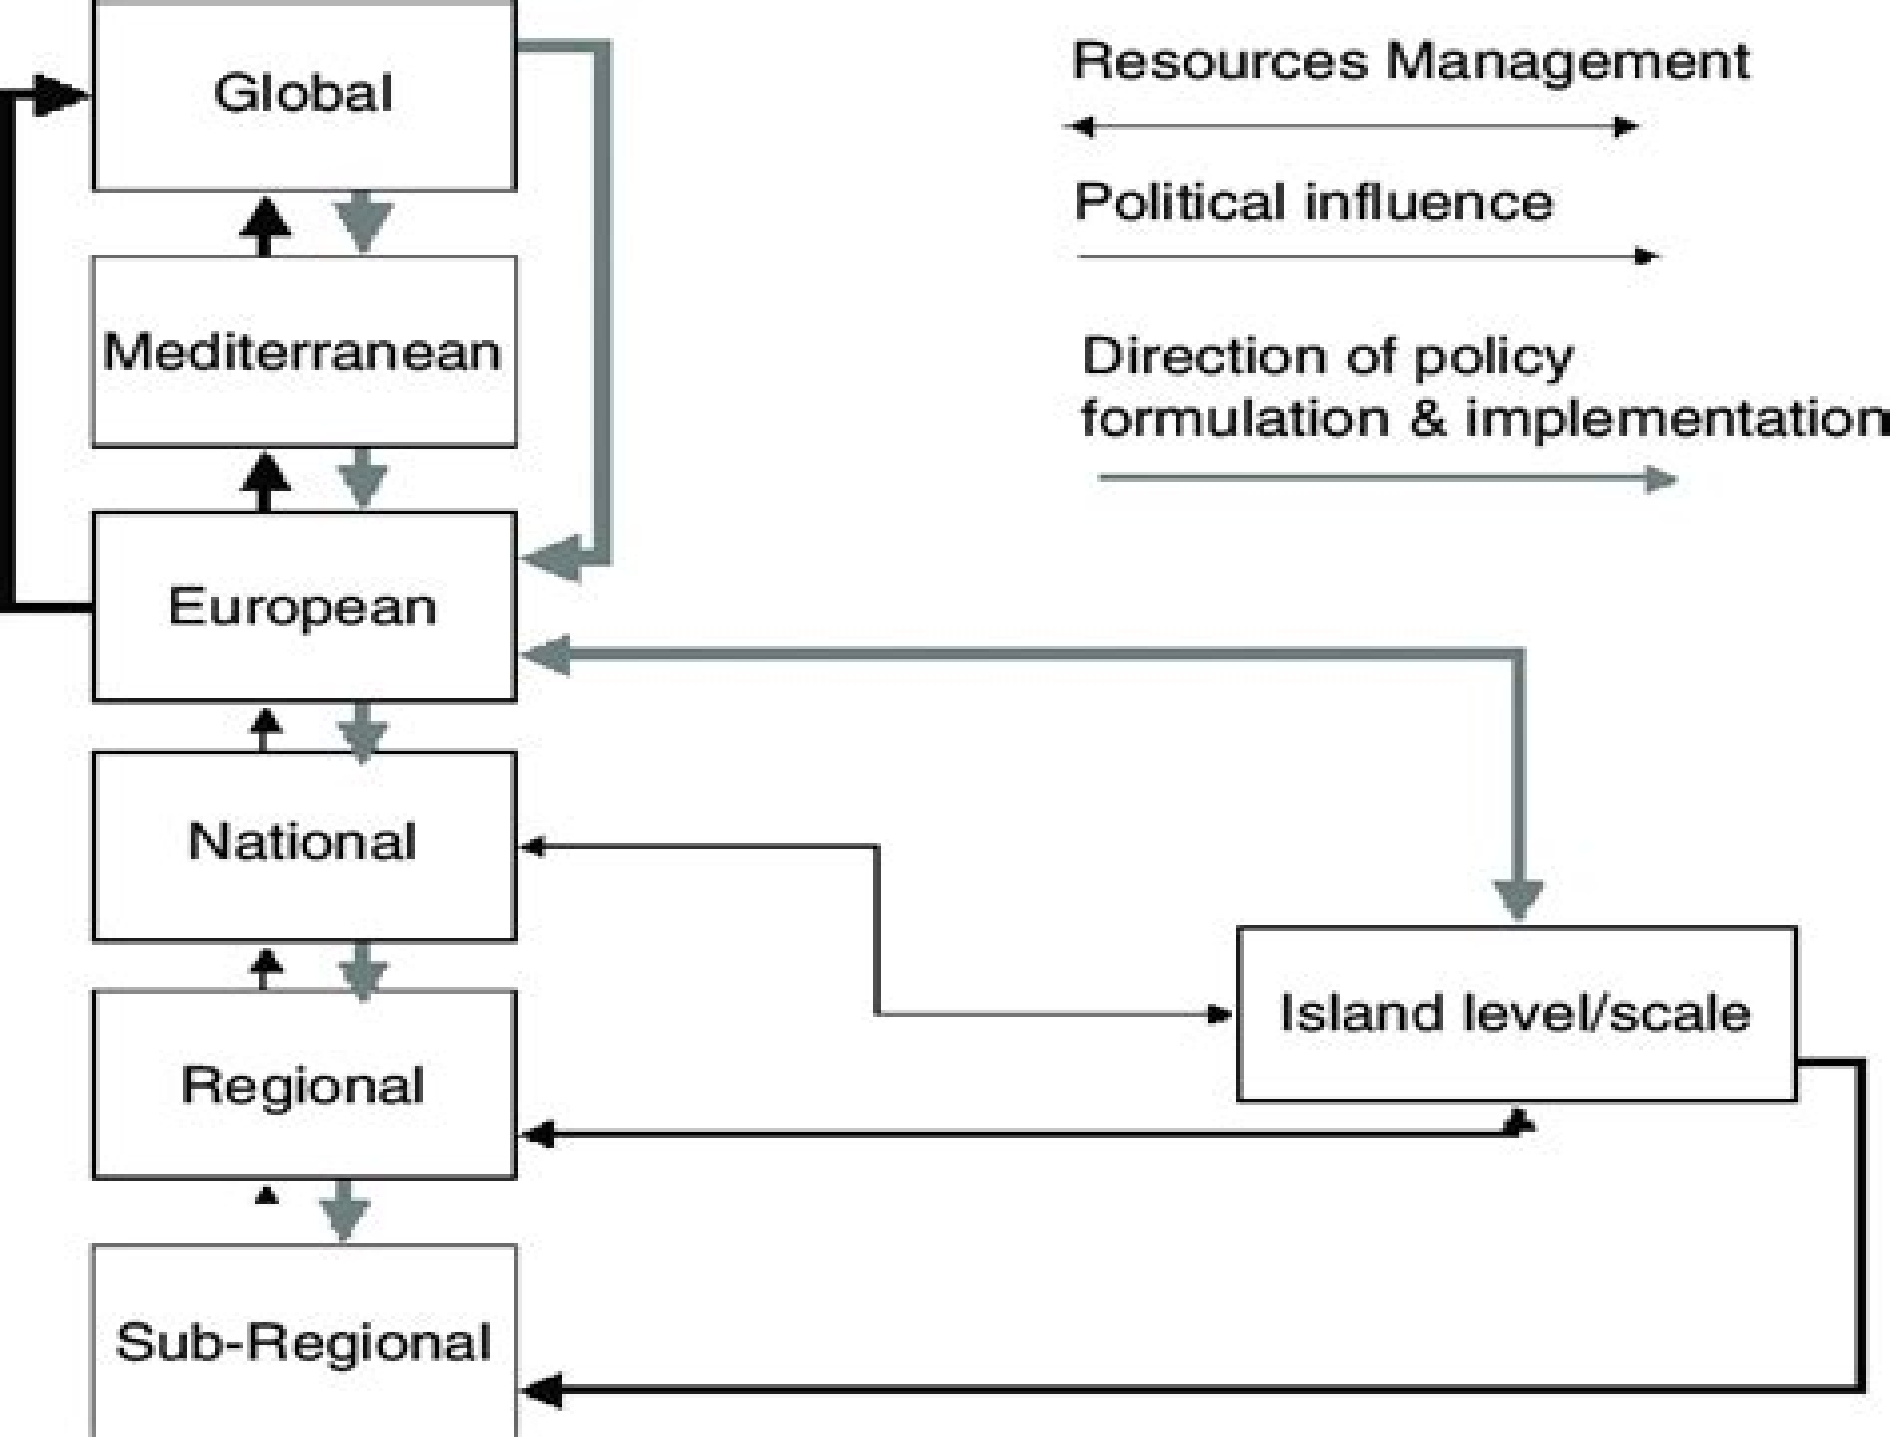 Global
Mediterranean
European
National
Regional
Sub-Regional
Resources Management
Political influence
Direction of policy
formulation & implementation
Island level/scale